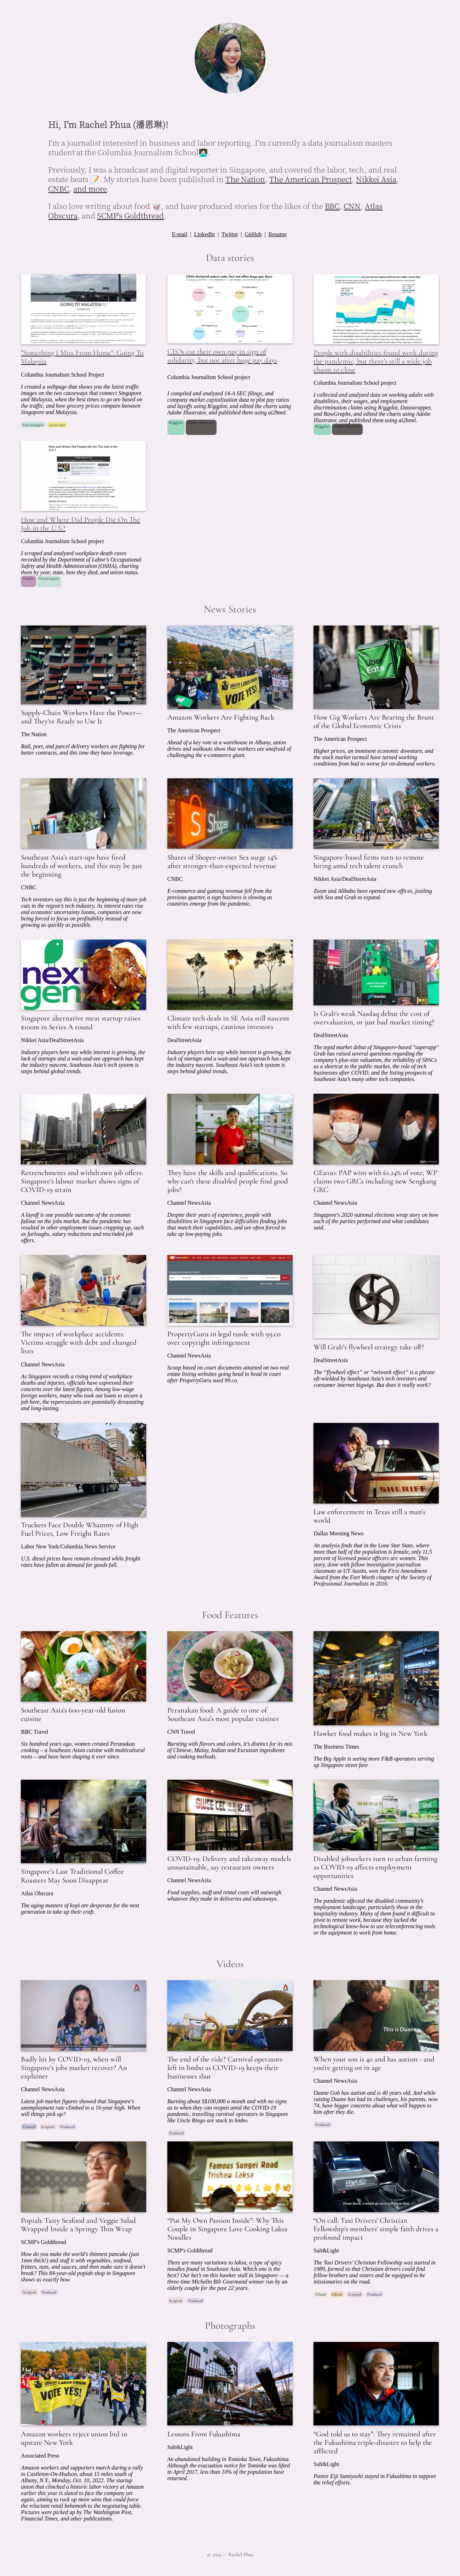 Hi, I'm Rachel Phua (潘恩琳)!
I'm a journalist interested in business and labor reporting. I'm currently a data journalism masters
student at the Columbia Journalism School
Previously, I was a broadcast and digital reporter in Singapore, and covered the labor, tech, and real
estate beats 📝. My stories have been published in The Nation, The American Prospect, Nikkei Asia,
CNBC, and more.
I also love writing about food, and have produced stories for the likes of the BBC, CNN, Atlas
Obscura, and SCMP's Goldthread.
E-mail | LinkedIn | Twitter | GitHub | Resume
Data stories
"Something I Miss From Home": Going To
Malaysia
Columbia Journalism School Project
I created a webpage that shows you the latest traffic
images on the two causeways that connect Singapore
and Malaysia, when the best times to go are based on
the traffic, and how grocery prices compare between
Singapore and Malaysia.
Datawrapper Javascript
CEOs cut their own pay in sign of
solidarity, but not after huge pay days
Columbia Journalism School project
I compiled and analyzed 14-A SEC filings, and
company market capitalization data to get pay ratios
and layoffs using R/ggplot, and edited the charts using
Adobe Illustrator, and published them using ai2html.
People with disabilities found work during
the pandemic, but there's still a wide job
chasm to close
Columbia Journalism School project
I collected and analyzed data on working adults with
disabilities, their wages, and employment
discrimination claims using R/ggplot, Datawrapper,
and RawGraphs, and edited the charts using Adobe
Illustrator, and published them using ai2html.
How and Where Did People Die On The
Job in the U.S.?
Columbia Journalism School project
I scraped and analyzed workplace death cases
recorded by the Department of Labor's Occupational
Safety and Health Administration (OSHA), charting
them by year, state, how they died, and union status.
Pandas Datawrapper
News Stories
Supply-Chain Workers Have the Power—
and They're Ready to Use It
The Nation
Rail, port, and parcel delivery workers are fighting for
better contracts, and this time they have leverage.
Amazon Workers Are Fighting Back
The American Prospect
Ahead of a key vote at a warehouse in Albany, union
drives and walkouts show that workers are unafraid of
challenging the e-commerce giant.
How Gig Workers Are Bearing the Brunt
of the Global Economic Crisis
The American Prospect
Higher prices, an imminent economic downturn, and
the stock market turmoil have turned working
conditions from bad to worse for on-demand workers.
Southeast Asia's start-ups have fired
hundreds of workers, and this may be just
the beginning
CNBC
Tech investors say this is just the beginning of more job
cuts in the region's tech industry. As interest rates rise
and economic uncertainty looms, companies are now
being forced to focus on profitability instead of
growing as quickly as possible.
Shares of Shopee-owner Sea surge 14%
after stronger-than-expected revenue
CNBC
E-commerce and gaming revenue fell from the
previous quarter, a sign business is slowing as
countries emerge from the pandemic.
Singapore-based firms turn to remote
hiring amid tech talent crunch
Nikkei Asia/DealStreetAsia
Zoom and Alibaba have opened new offices, jostling
with Sea and Grab to expand.
Singapore alternative meat startup raises
$100m in Series A round
Nikkei Asia/DealStreetAsia
Industry players here say while interest is growing, the
lack of startups and a wait-and-see approach has kept
the industry nascent. Southeast Asia's tech system is
steps behind global trends.
Climate tech deals in SE Asia still nascent
with few startups, cautious investors
DealStreetAsia
Industry players here say while interest is growing, the
lack of startups and a wait-and-see approach has kept
the industry nascent. Southeast Asia's tech system is
steps behind global trends.
Is Grab's weak Nasdaq debut the cost of
overvaluation, or just bad market timing?
DealStreetAsia
The tepid market debut of Singapore-based "superapp"
Grab has raised several questions regarding the
company's plus-size valuation, the reliability of SPACs
as a shortcut to the public market, the role of tech
businesses after COVID, and the listing prospects of
Southeast Asia's many other tech companies.
Retrenchments and withdrawn job offers:
Singapore's labour market shows signs of
COVID-19 strain
Channel NewsAsia
A layoff is one possible outcome of the economic
fallout on the jobs market. But the pandemic has
resulted in other employment issues cropping up, such
as furloughs, salary reductions and rescinded job
offers.
They have the skills and qualifications. So
why can't these disabled people find good
jobs?
Channel NewsAsia
Despite their years of experience, people with
disabilities in Singapore face difficulties finding jobs
that match their capabilities, and are often forced to
take up low-paying jobs.
GE2020: PAP wins with 61.24% of vote; WP
claims two GRCs including new Sengkang
GRC
Channel NewsAsia
Singapore's 2020 national elections wrap story on how
each of the parties performed and what candidates
said.
The impact of workplace accidents:
Victims struggle with debt and changed
lives
Channel NewsAsia
As Singapore records a rising trend of workplace
deaths and injuries, officials have expressed their
concerns over the latest figures. Among low-wage
foreign workers, many who took out loans to secure a
job here, the repercussions are potentially devastating
and long-lasting.
PropertyGuru in legal tussle with 99.co
over copyright infringement
Channel NewsAsia
Scoop based on court documents attained on two real
estate listing websites going head to head in court
after PropertyGuru sued 99.co.
Will Grab's flywheel strategy take off?
DealStreetAsia
The "flywheel effect" or "network effect" is a phrase
oft-wielded by Southeast Asia's tech investors and
consumer internet bigwigs. But does it really work?
Truckers Face Double Whammy of High
Fuel Prices, Low Freight Rates
Labor New York/Columbia News Service
U.S. diesel prices have remain elevated while freight
rates have fallen as demand for goods fall.
Law enforcement in Texas still a man's
world
Dallas Morning News
An analysis finds that in the Lone Star State, where
more than half of the population is female, only 11.5
percent of licensed peace officers are women. This
story, done with fellow investigative journalism
classmate at UT Austin, won the First Amendment
Award from the Fort Worth chapter of the Society of
Professional Journalists in 2016.
Food Features
Southeast Asia's 600-year-old fusion
cuisine
BBC Travel
Six hundred years ago, women created Peranakan
cooking – a Southeast Asian cuisine with multicultural
roots – and have been shaping it ever since.
Peranakan food: A guide to one of
Southeast Asia's most popular cuisines
CNN Travel
Bursting with flavors and colors, it's distinct for its mix
of Chinese, Malay, Indian and Eurasian ingredients
and cooking methods.
Hawker food makes it big in New York
The Business Times
The Big Apple is seeing more F&B operators serving
up Singapore street fare
Singapore's Last Traditional Coffee
Roasters May Soon Disappear
Atlas Obscura
The aging masters of kopi are desperate for the next
generation to take up their craft.
COVID-19: Delivery and takeaway models
unsustainable, say restaurant owners
Channel NewsAsia
Food supplies, staff and rental costs still outweigh
whatever they make in deliveries and takeaways.
Disabled jobseekers turn to urban farming
as COVID-19 affects employment
opportunities
Channel NewsAsia
The pandemic affected the disabled community's
employment landscape, particularly those in the
hospitality industry. Many of them found it difficult to
pivot to remote work, because they lacked the
technological know-how to use teleconferencing tools
or the equipment to work from home.
Videos
Badly hit by COVID-19, when will
Singapore's jobs market recover? An
explainer
Channel NewsAsia
Latest job market figures showed that Singapore's
unemployment rate climbed to a 16-year high. When
will things pick up?
The end of the ride? Carnival operators
left in limbo as COVID-19 keeps their
businesses shut
Channel NewsAsia
Burning about S$100,000 a month and with no signs
as to when they can reopen amid the COVID-19
pandemic, travelling carnival operators in Singapore
like Uncle Ringo are stuck in limbo.
Produced
This is Duane
When your son is 40 and has autism - and
you're getting on in age
Channel NewsAsia
Duane Goh has autism and is 40 years old. And while
raising Duane has had its challenges, his parents, now
74, have bigger concerns about what will happen to
him after they die.
Produced
Popiah: Tasty Seafood and Veggie Salad
Wrapped Inside a Springy Thin Wrap
SCMP's Goldthread
How do you make the world's thinnest pancake (just
1mm thick!) and stuff it with vegetables, seafood,
fritters, nuts, and sauces, and then make sure it doesn't
break? This 84-year-old popiah shop in Singapore
shows us exactly how.
Scripted Produced
"Put My Own Passion Inside": Why This
Couple in Singapore Love Cooking Laksa
Noodles
SCMP's Goldthread
There are many variations to laksa, a type of spicy
noodles found in Southeast Asia. Which one is the
best? Our bet's on this hawker stall in Singapore — a
three-time Michelin Bib Gourmand winner run by an
elderly couple for the past 22 years.
Scripted Produced
"On call: Taxi Drivers' Christian
Fellowship's members' simple faith drives a
profound impact
Salt&Light
The Taxi Drivers' Christian Fellowship was started in
1989, formed so that Christian drivers could find
fellow brothers and sisters and be equipped to be
missionaries on the road.
Filmed Edited Scripted Produced
Photographs
Amazon workers reject union bid in
upstate New York
Associated Press
Amazon workers and supporters march during a rally
in Castleton-On-Hudson, about 15 miles south of
Albany, N.Y., Monday, Oct. 10, 2022. The startup
union that clinched a historic labor victory at Amazon
earlier this year is slated to face the company yet
again, aiming to rack up more wins that could force
the reluctant retail behemoth to the negotiating table.
Pictures were picked up by The Washington Post,
Financial Times, and other publications.
Lessons From Fukushima
Salt&Light
An abandoned building in Tomioka Town, Fukushima.
Although the evacuation notice for Tomioka was lifted
in April 2017, less than 10% of the population have
returned.
"God told us to stay": They remained after
the Fukushima triple-disaster to help the
afflicted
Salt&Light
Pastor Eiji Sumiyoshi stayed in Fukushima to support
the relief efforts.
© 2023 — Rachel Phua